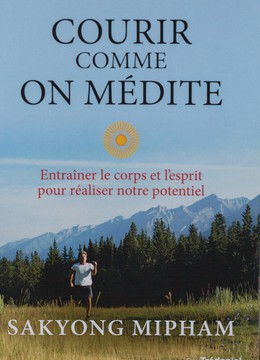 COURIR
COMME
ON MÉDITE
Entraîner le corps et l'esprit
pour réaliser notre potentiel
SAKYONG MIPHAM